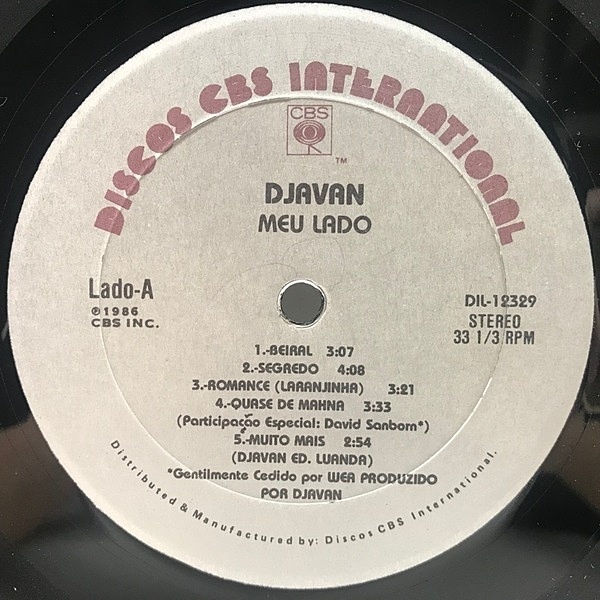 DISCOS CBS INTERNATIONAL
CBS
TM
DJAVAN
MEU LADO
Lado-A
℗1986
CBS INC.
DIL-12329
STEREO
33 1/3 RPM
1.-BEIRAL 3:07
2.-SEGREDO 4:08
3.-ROMANCE (LARANJINHA) 3:21
4.-QUASE DE MAHNA 3:33
(Participação Especial: David Sanborn*)
5.-MUITO MAIS 2:54
(DJAVAN ED. LUANDA)
*Gentilmente Cedido por WEA PRODUZIDO
POR DJAVAN
Distributed & Manufactured by: Discos CBS International.